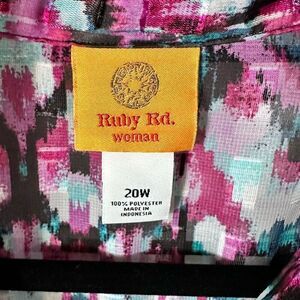 Ruby Rd.
woman
20W
100% POLYESTER
MADE IN
INDONESIA